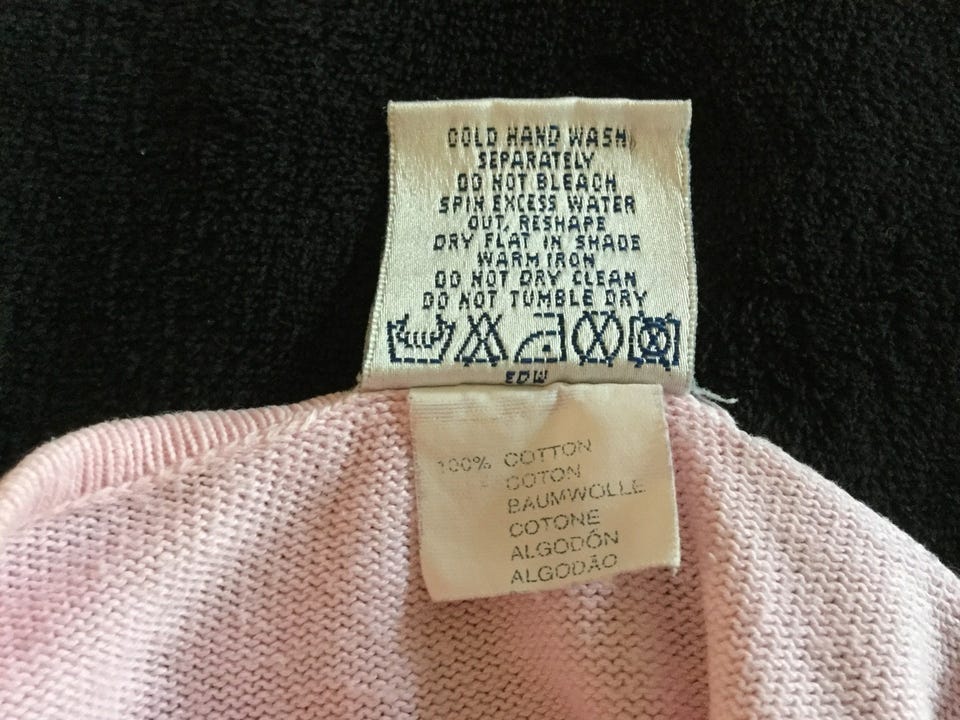 COLD HAND WASH
SEPARATELY
DO NOT BLEACH
SPIN EXCESS WATER
OUT, RESHAPE
DRY FLAT IN SHADE
WARM IRON
DO NOT DRY CLEAN
DO NOT TUMBLE DRY
EDW
100% COTTON
COTON
BAUMWOLLE
COTONE
ALGODÓN
ALGODÃO